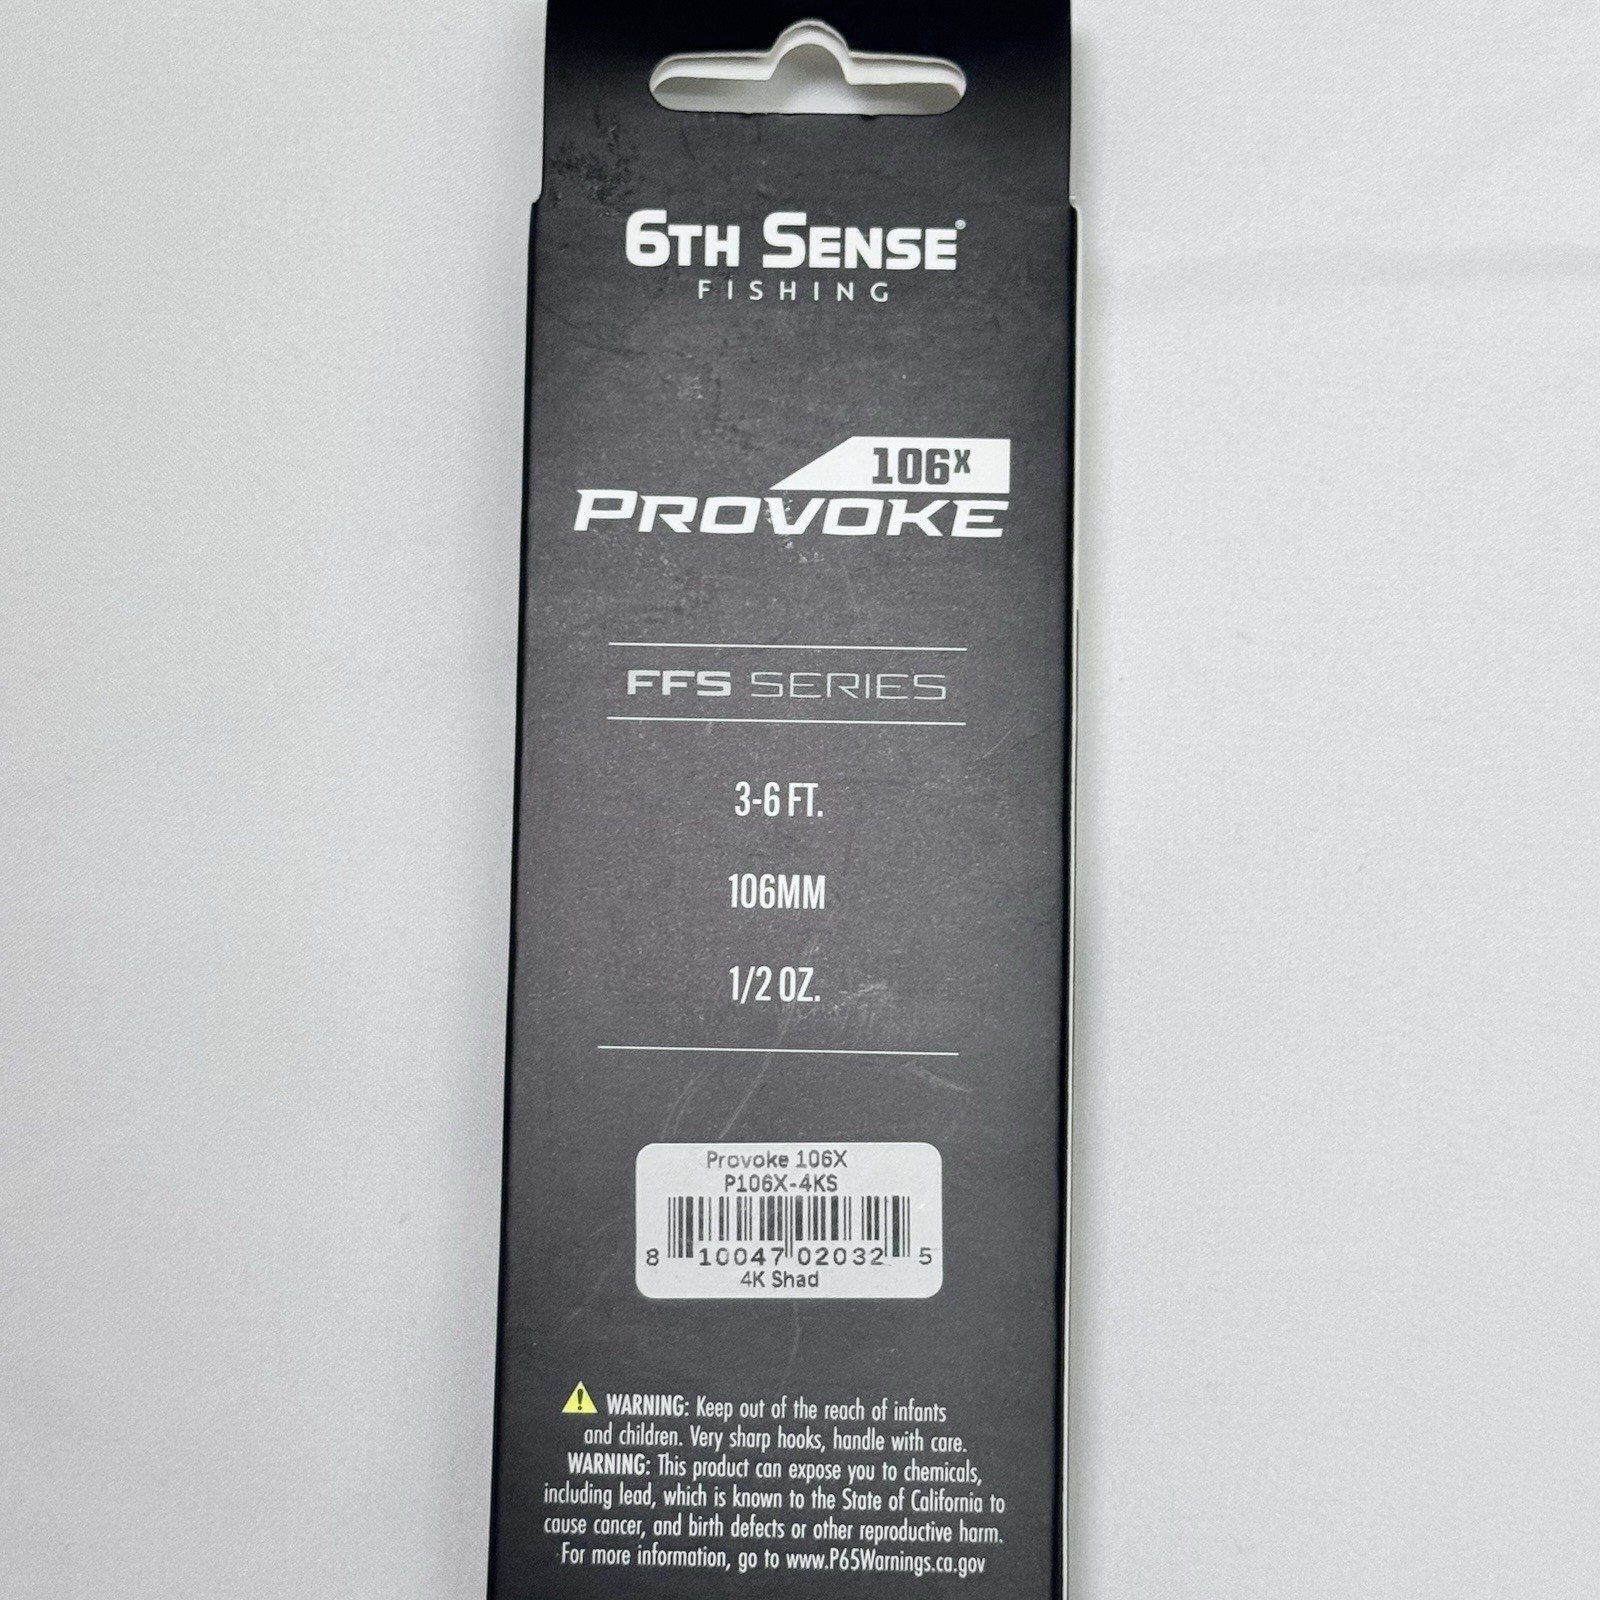 6TH SENSE®
FISHING
106X
PROVOKE
FFS SERIES
3-6 FT.
106MM
1/2 OZ.
Provoke 106X
P106X-4KS
8 10047 02032 5
4K Shad
WARNING: Keep out of the reach of infants
and children. Very sharp hooks, handle with care.
WARNING: This product can expose you to chemicals,
including lead, which is known to the State of California to
cause cancer, and birth defects or other reproductive harm.
For more information, go to www.P65Warnings.ca.gov